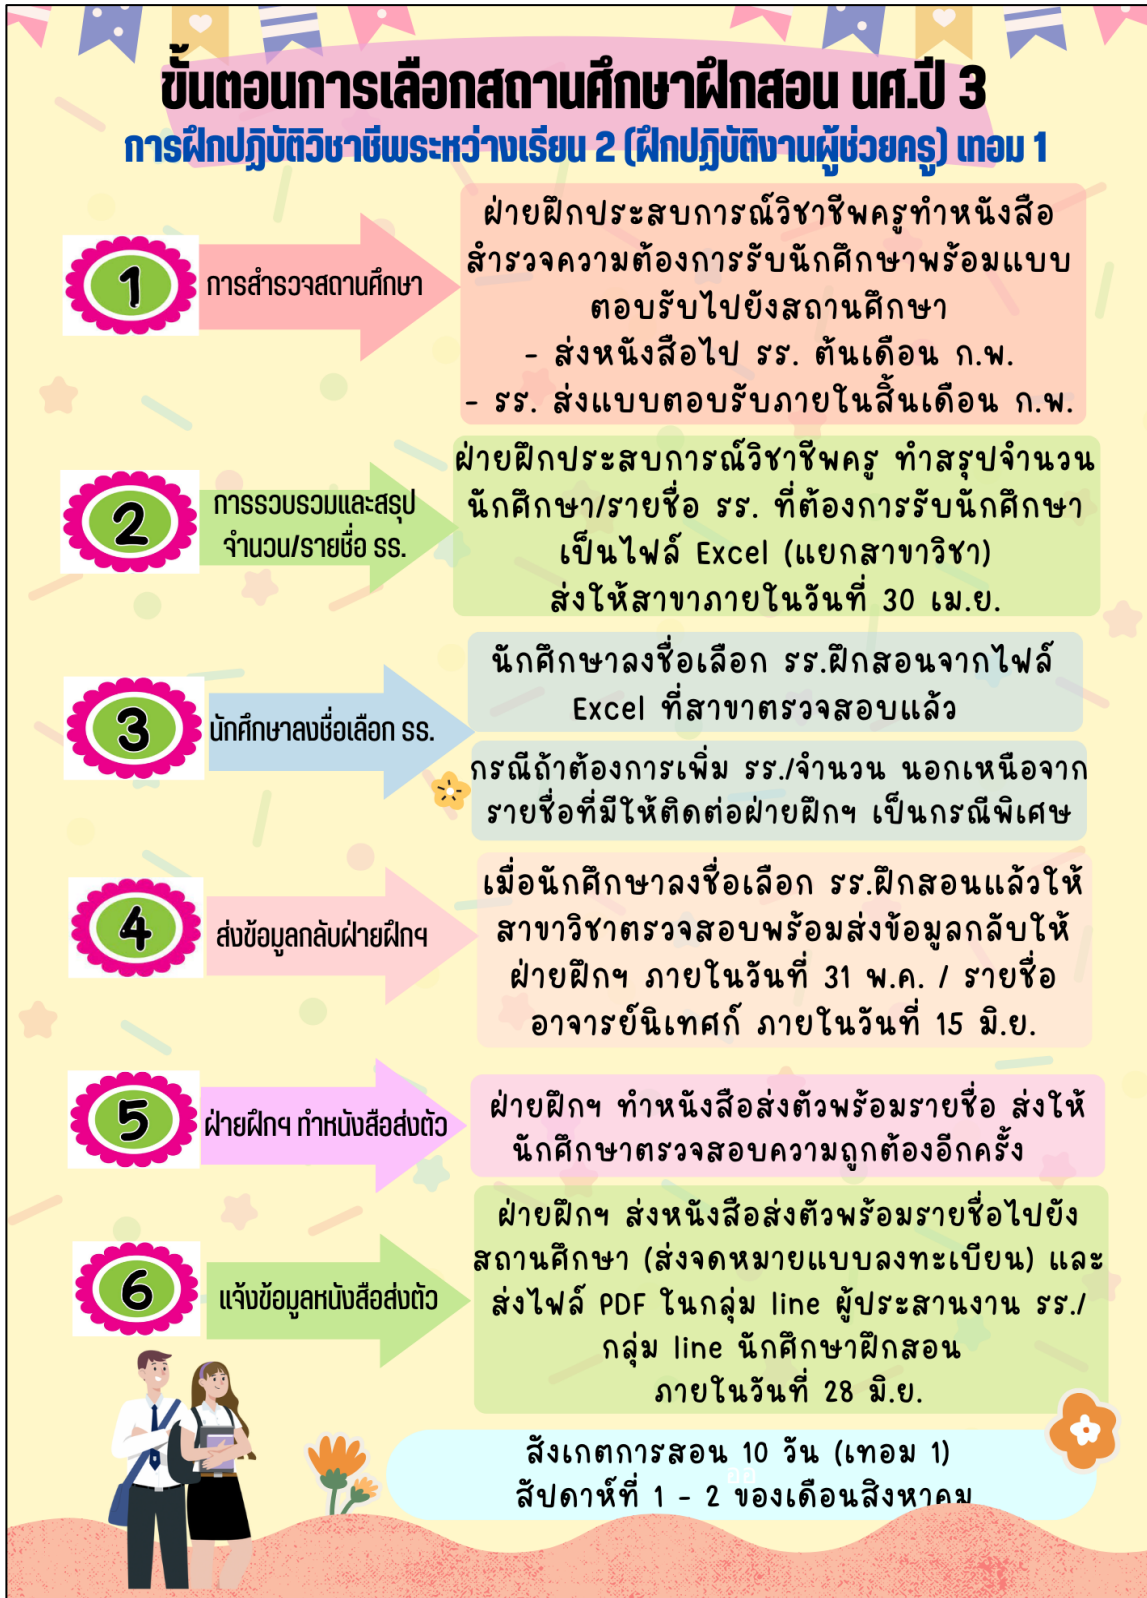 ขั้นตอนการเลือกสถานศึกษาฝึกสอน นศ.ปี 3
การฝึกปฏิบัติวิชาชีพระหว่างเรียน 2 (ฝึกปฏิบัติงานผู้ช่วยครู) เทอม 1
1
การสำรวจสถานศึกษา
ฝ่ายฝึกประสบการณ์วิชาชีพครูทำหนังสือ
สำรวจความต้องการรับนักศึกษาพร้อมแบบ
ตอบรับไปยังสถานศึกษา
- ส่งหนังสือไป รร. ต้นเดือน ก.พ.
- รร. ส่งแบบตอบรับภายในสิ้นเดือน ก.พ.
2
การรวบรวมและสรุป
จำนวน/รายชื่อ รร.
ฝ่ายฝึกประสบการณ์วิชาชีพครู ทำสรุปจำนวน
นักศึกษา/รายชื่อ รร. ที่ต้องการรับนักศึกษา
เป็นไฟล์ Excel (แยกสาขาวิชา)
ส่งให้สาขาภายในวันที่ 30 เม.ย.
3
นักศึกษาลงชื่อเลือก รร.
นักศึกษาลงชื่อเลือก รร.ฝึกสอนจากไฟล์
Excel ที่สาขาตรวจสอบแล้ว
กรณีถ้าต้องการเพิ่ม รร./จำนวน นอกเหนือจาก
รายชื่อที่มีให้ติดต่อฝ่ายฝึกฯ เป็นกรณีพิเศษ
4
ส่งข้อมูลกลับฝ่ายฝึกฯ
เมื่อนักศึกษาลงชื่อเลือก รร.ฝึกสอนแล้วให้
สาขาวิชาตรวจสอบพร้อมส่งข้อมูลกลับให้
ฝ่ายฝึกฯ ภายในวันที่ 31 พ.ค. / รายชื่อ
อาจารย์นิเทศก์ ภายในวันที่ 15 มิ.ย.
5
ฝ่ายฝึกฯ ทำหนังสือส่งตัว
ฝ่ายฝึกฯ ทำหนังสือส่งตัวพร้อมรายชื่อ ส่งให้
นักศึกษาตรวจสอบความถูกต้องอีกครั้ง
6
แจ้งข้อมูลหนังสือส่งตัว
ฝ่ายฝึกฯ ส่งหนังสือส่งตัวพร้อมรายชื่อไปยัง
สถานศึกษา (ส่งจดหมายแบบลงทะเบียน) และ
ส่งไฟล์ PDF ในกลุ่ม line ผู้ประสานงาน รร./
กลุ่ม line นักศึกษาฝึกสอน
ภายในวันที่ 28 มิ.ย.
สังเกตการสอน 10 วัน (เทอม 1)
สัปดาห์ที่ 1 - 2 ของเดือนสิงหาคม